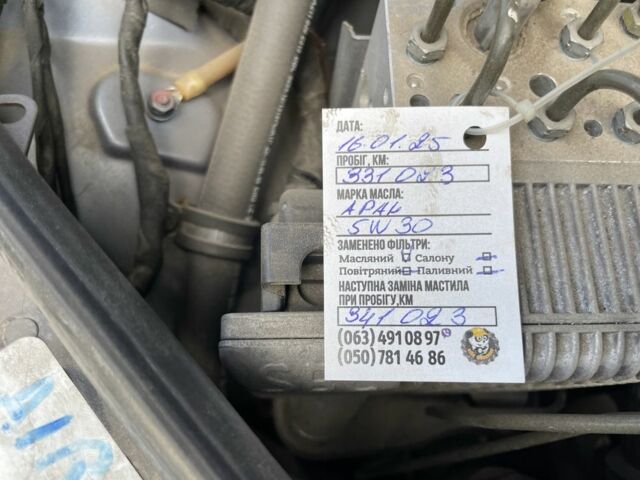 ДАТА:
16.01.25
ПРОБІГ, КМ:
331023
МАРКА МАСЛА:
АРАЛ
5W30
ЗАМЕНЕНО ФІЛЬТРИ:
Масляний Салону
Повітряний Паливний
НАСТУПНА ЗАМІНА МАСТИЛА
ПРИ ПРОБІГУ,КМ
341023
(063) 491 08 97
(050) 781 46 86